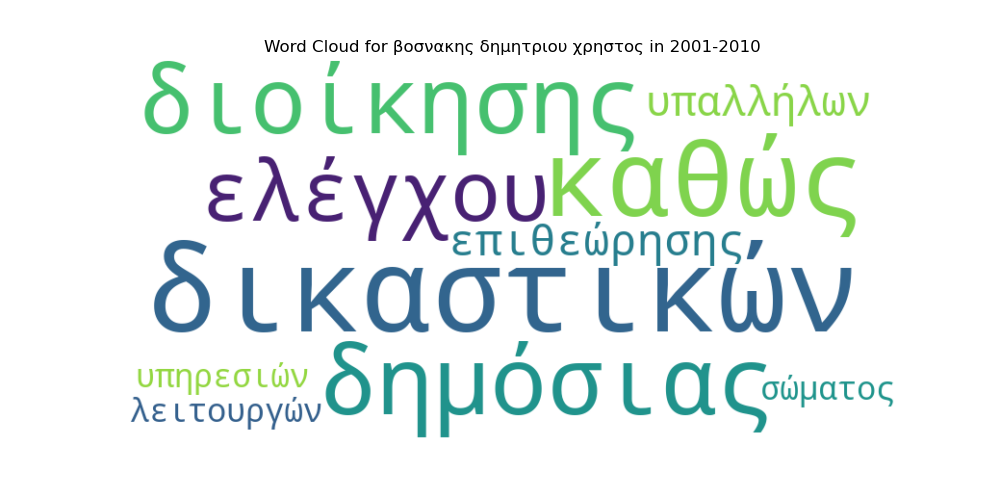 Word Cloud for βοσνακης δημητριου χρηστος in 2001-2010
διοίκησης υπαλλήλων
ελέγχου καθώς
επιθεώρησης
δικαστικών
υπηρεσιών δημόσιας σώματος
λειτουργών